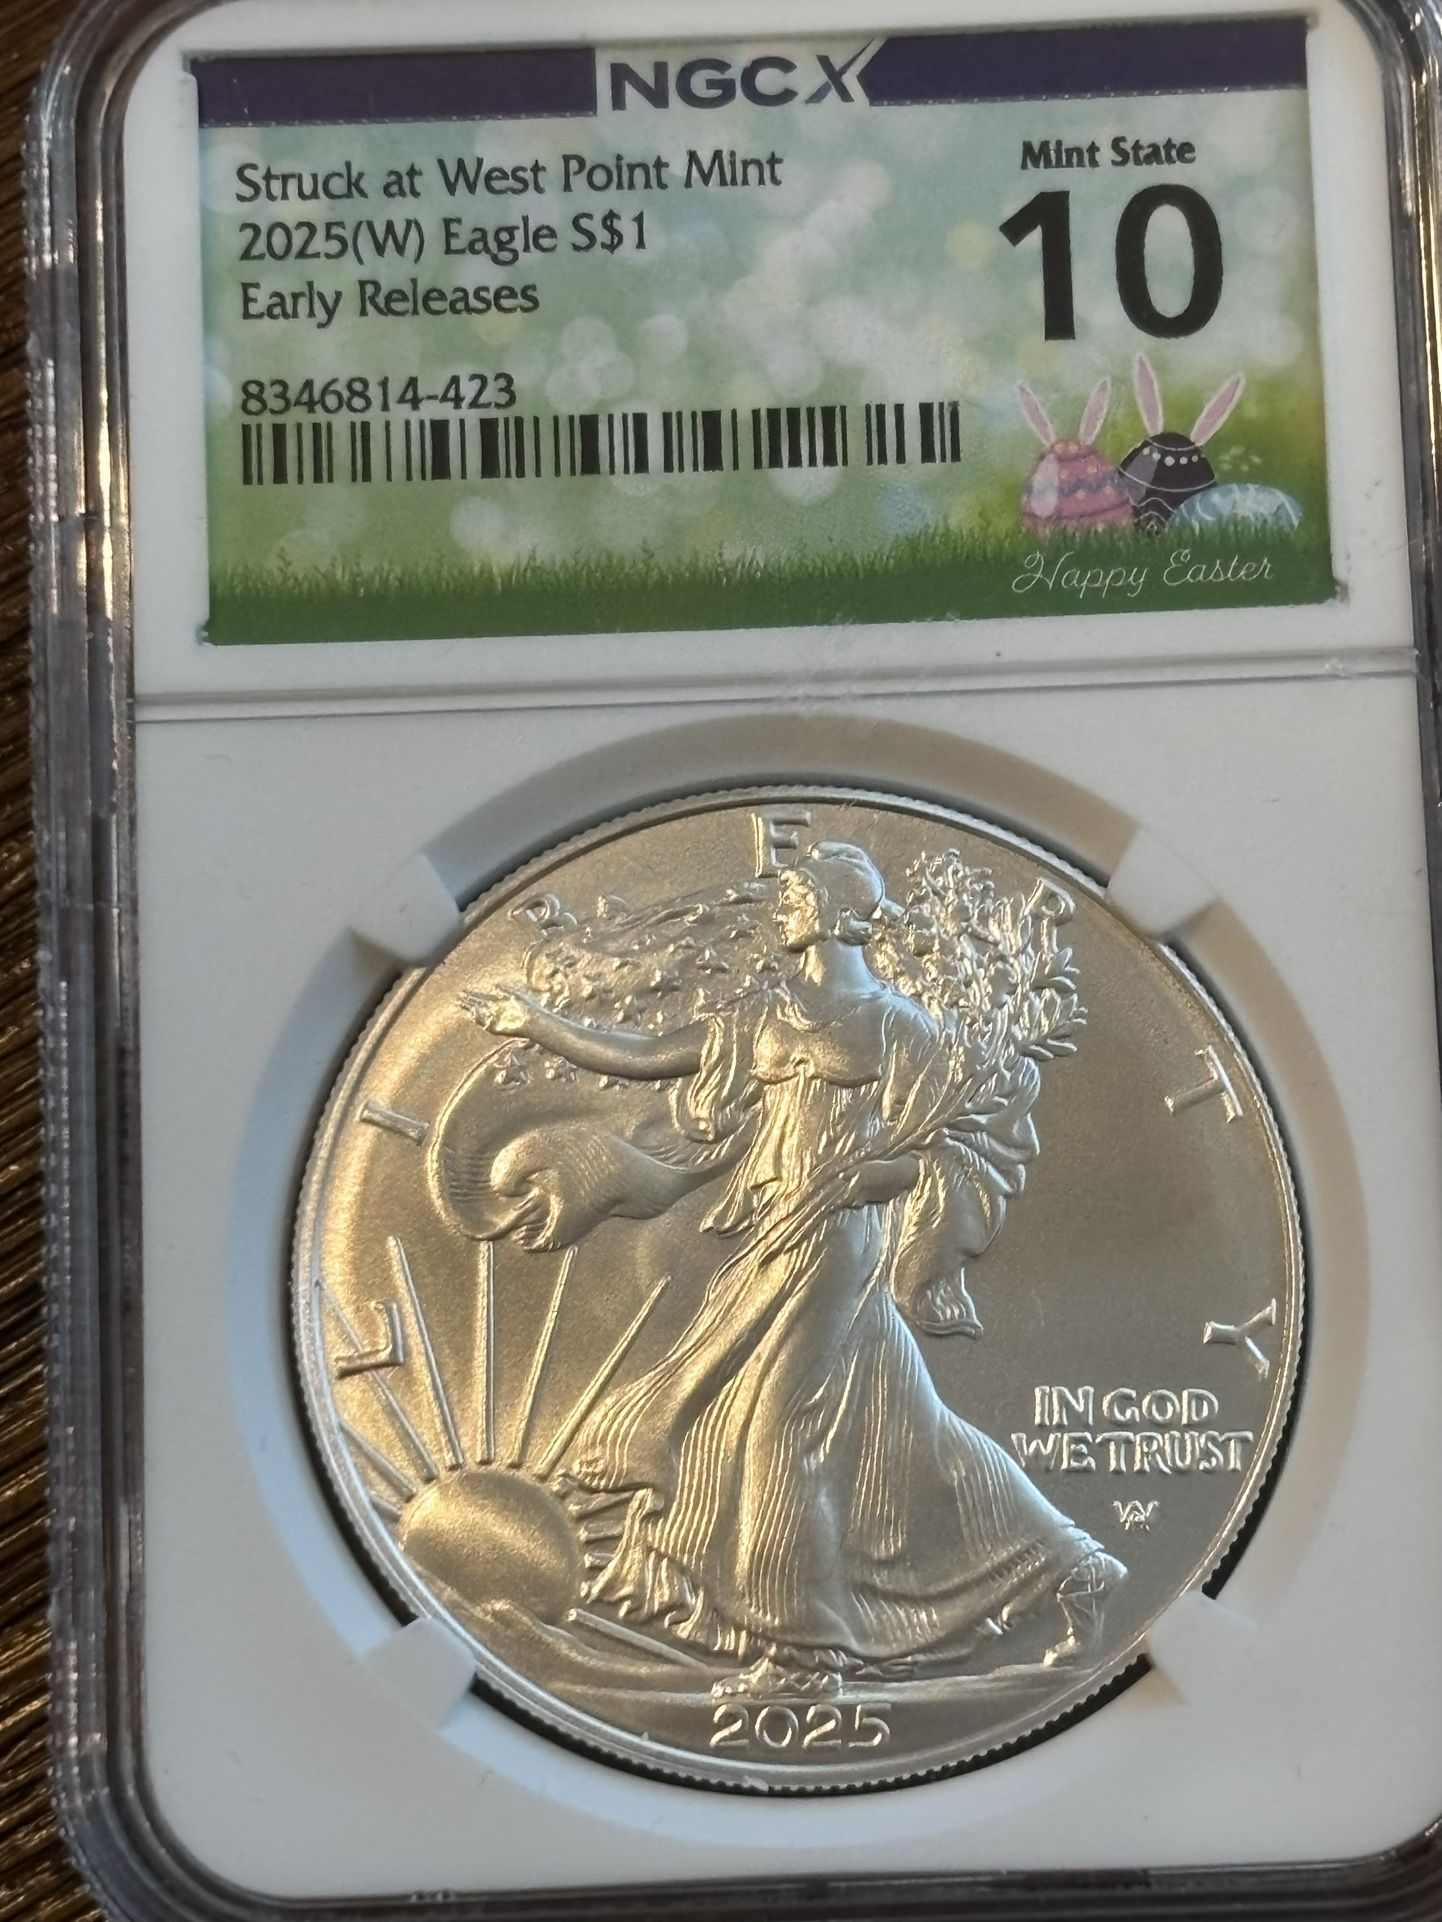 NGCX
Struck at West Point Mint
2025(W) Eagle S$1
Early Releases
8346814-423
Mint State
10
Happy Easter
LIBERTY
IN GOD
WE TRUST
AW
2025